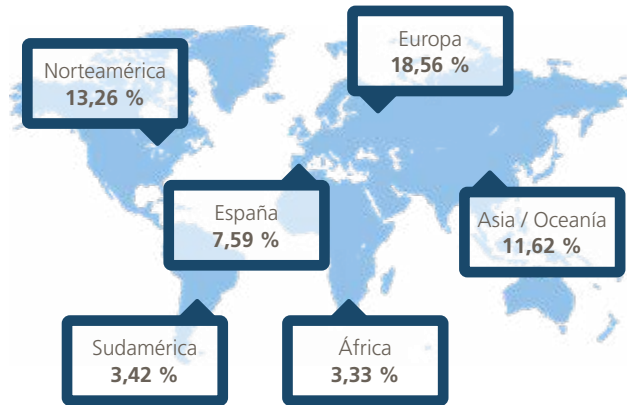 Norteamérica
13,26 %
Europa
18,56 %
España
7,59 %
Asia / Oceanía
11,62 %
Sudamérica
3,42 %
África
3,33 %